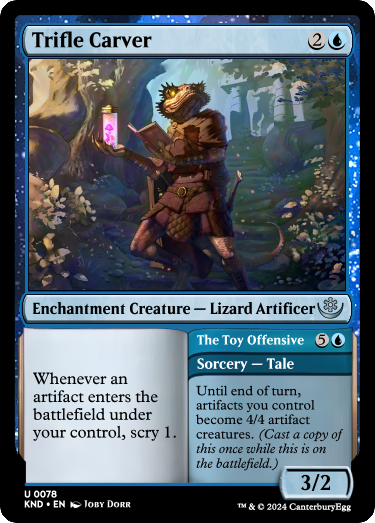 Trifle Carver 2
Enchantment Creature — Lizard Artificer
Whenever an
artifact enters the
battlefield under
your control, scry 1.
The Toy Offensive 5
Sorcery — Tale
Until end of turn,
artifacts you control
become 4/4 artifact
creatures. (Cast a copy
of this once while this is on
the battlefield.)
3/2
U 0078
KND • EN Joby Dorr
™ & © 2024 CanterburyEgg